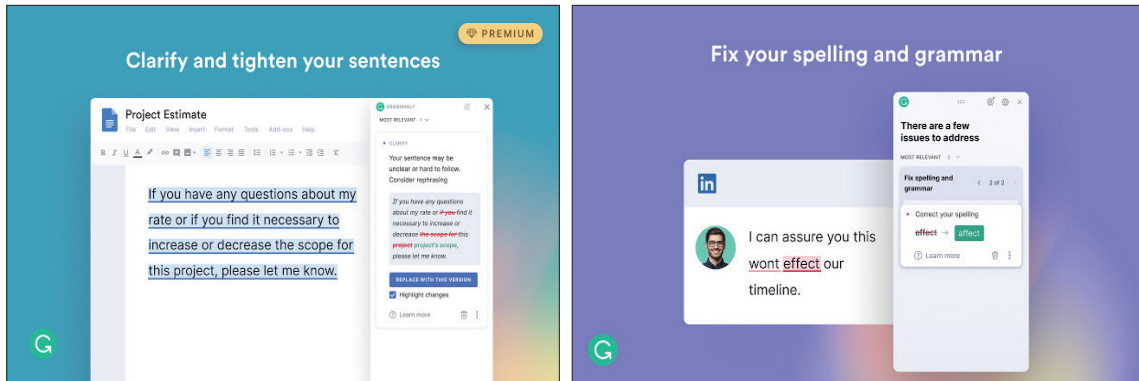 PREMIUM
Clarify and tighten your sentences
Project Estimate
File Edit View Insert Format Tools Add-ons Help
B I U A
If you have any questions about my
rate or if you find it necessary to
increase or decrease the scope for
this project, please let me know.
G GRAMMARLY
MOST RELEVANT · 1
CLARITY
Your sentence may be
unclear or hard to follow.
Consider rephrasing
If you have any questions
about my rate or if you find it
necessary to increase or
decrease the scope for this
project project's scope,
please let me know.
REPLACE WITH THIS VERSION
Highlight changes
Learn more
G
Fix your spelling and grammar
in
I can assure you this
wont effect our
timeline.
G
There are a few
issues to address
MOST RELEVANT · 2
Fix spelling and
grammar
2 of 2
Correct your spelling
effect → affect
Learn more
G